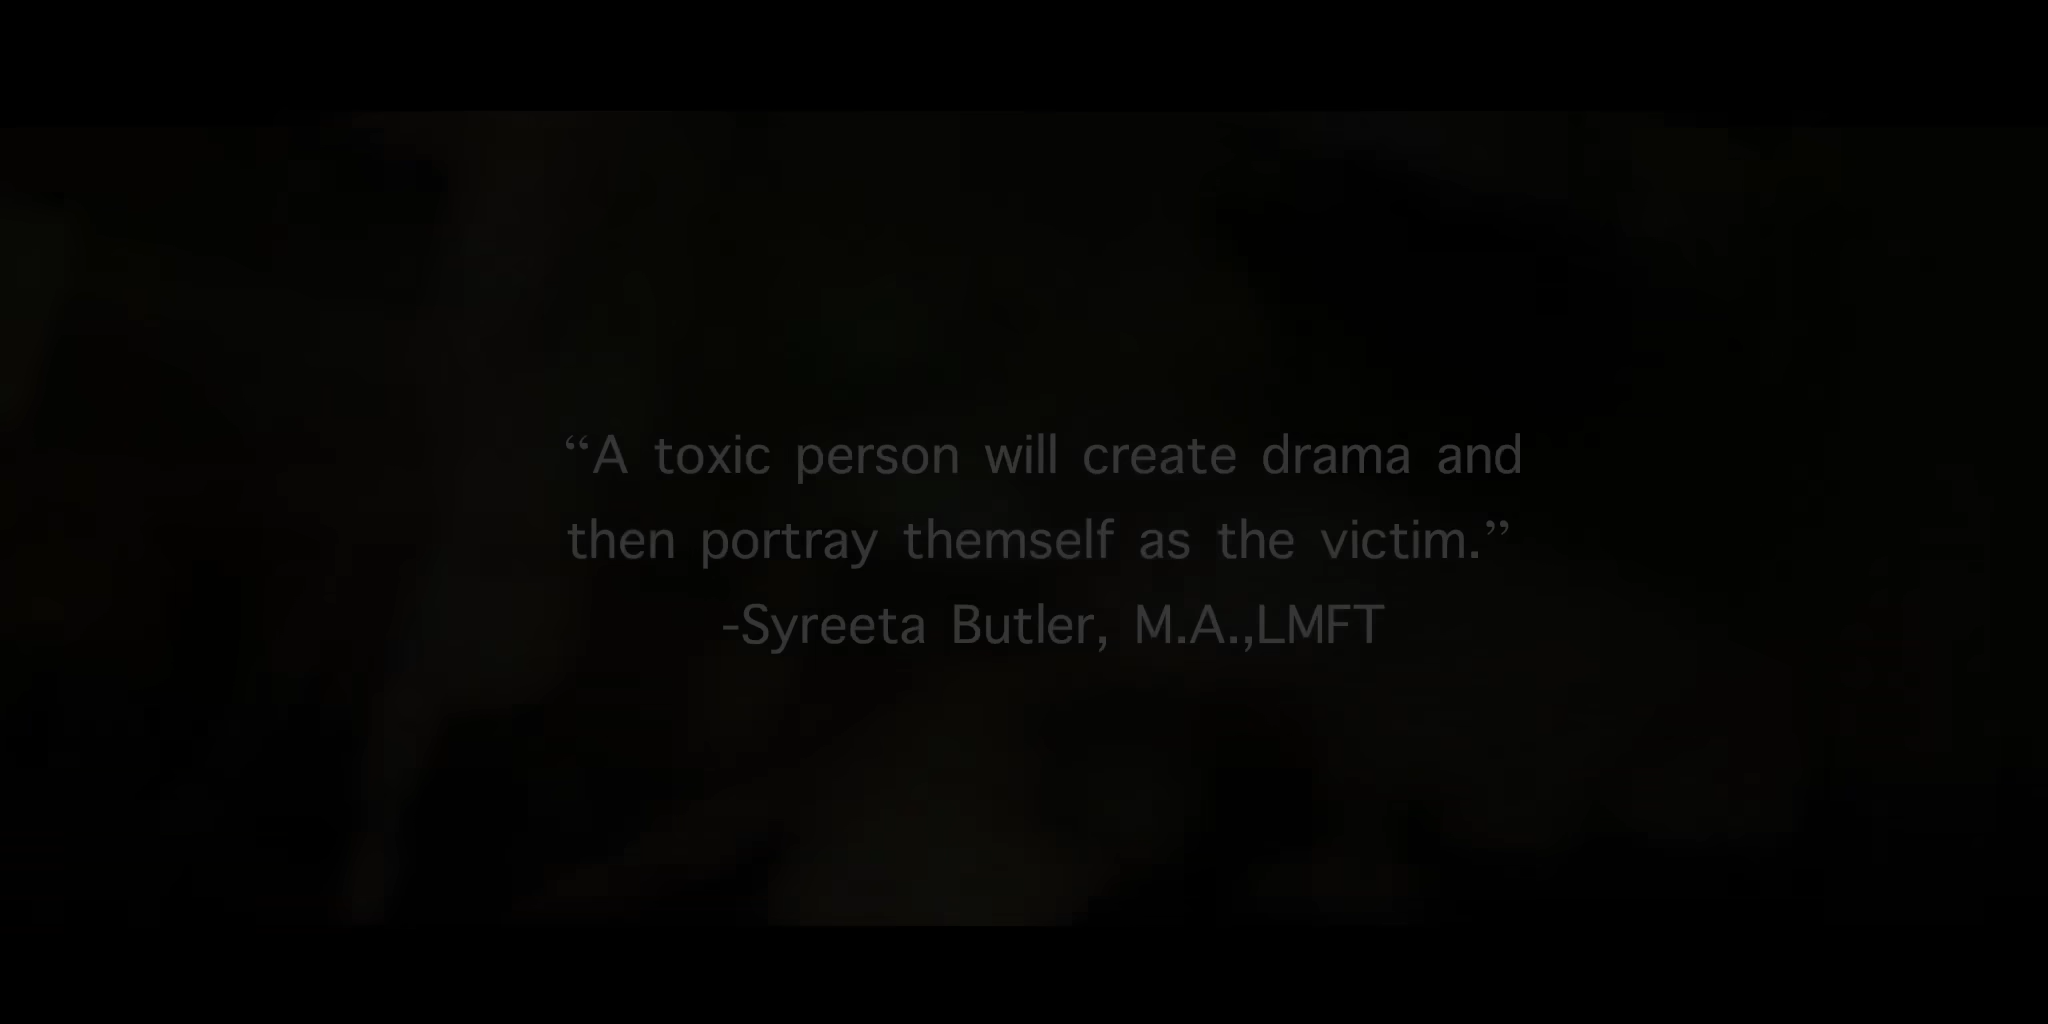 “A toxic person will create drama and
then portray themself as the victim.”
-Syreeta Butler, M.A.,LMFT